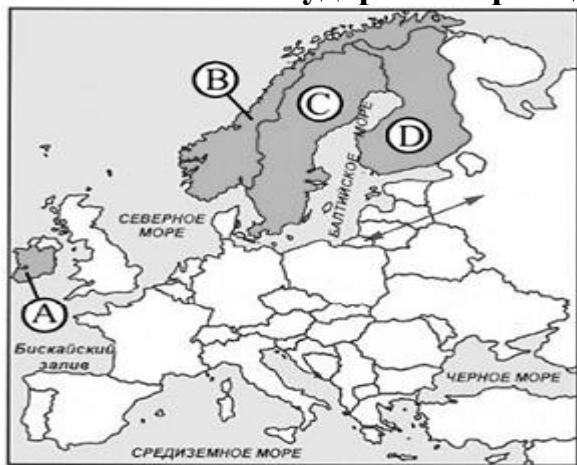 B
C
D
БАЛТИЙСКОЕ МОРЕ
СЕВЕРНОЕ
МОРЕ
A
Бискайский
залив
ЧЕРНОЕ МОРЕ
СРЕДИЗЕМНОЕ МОРЕ